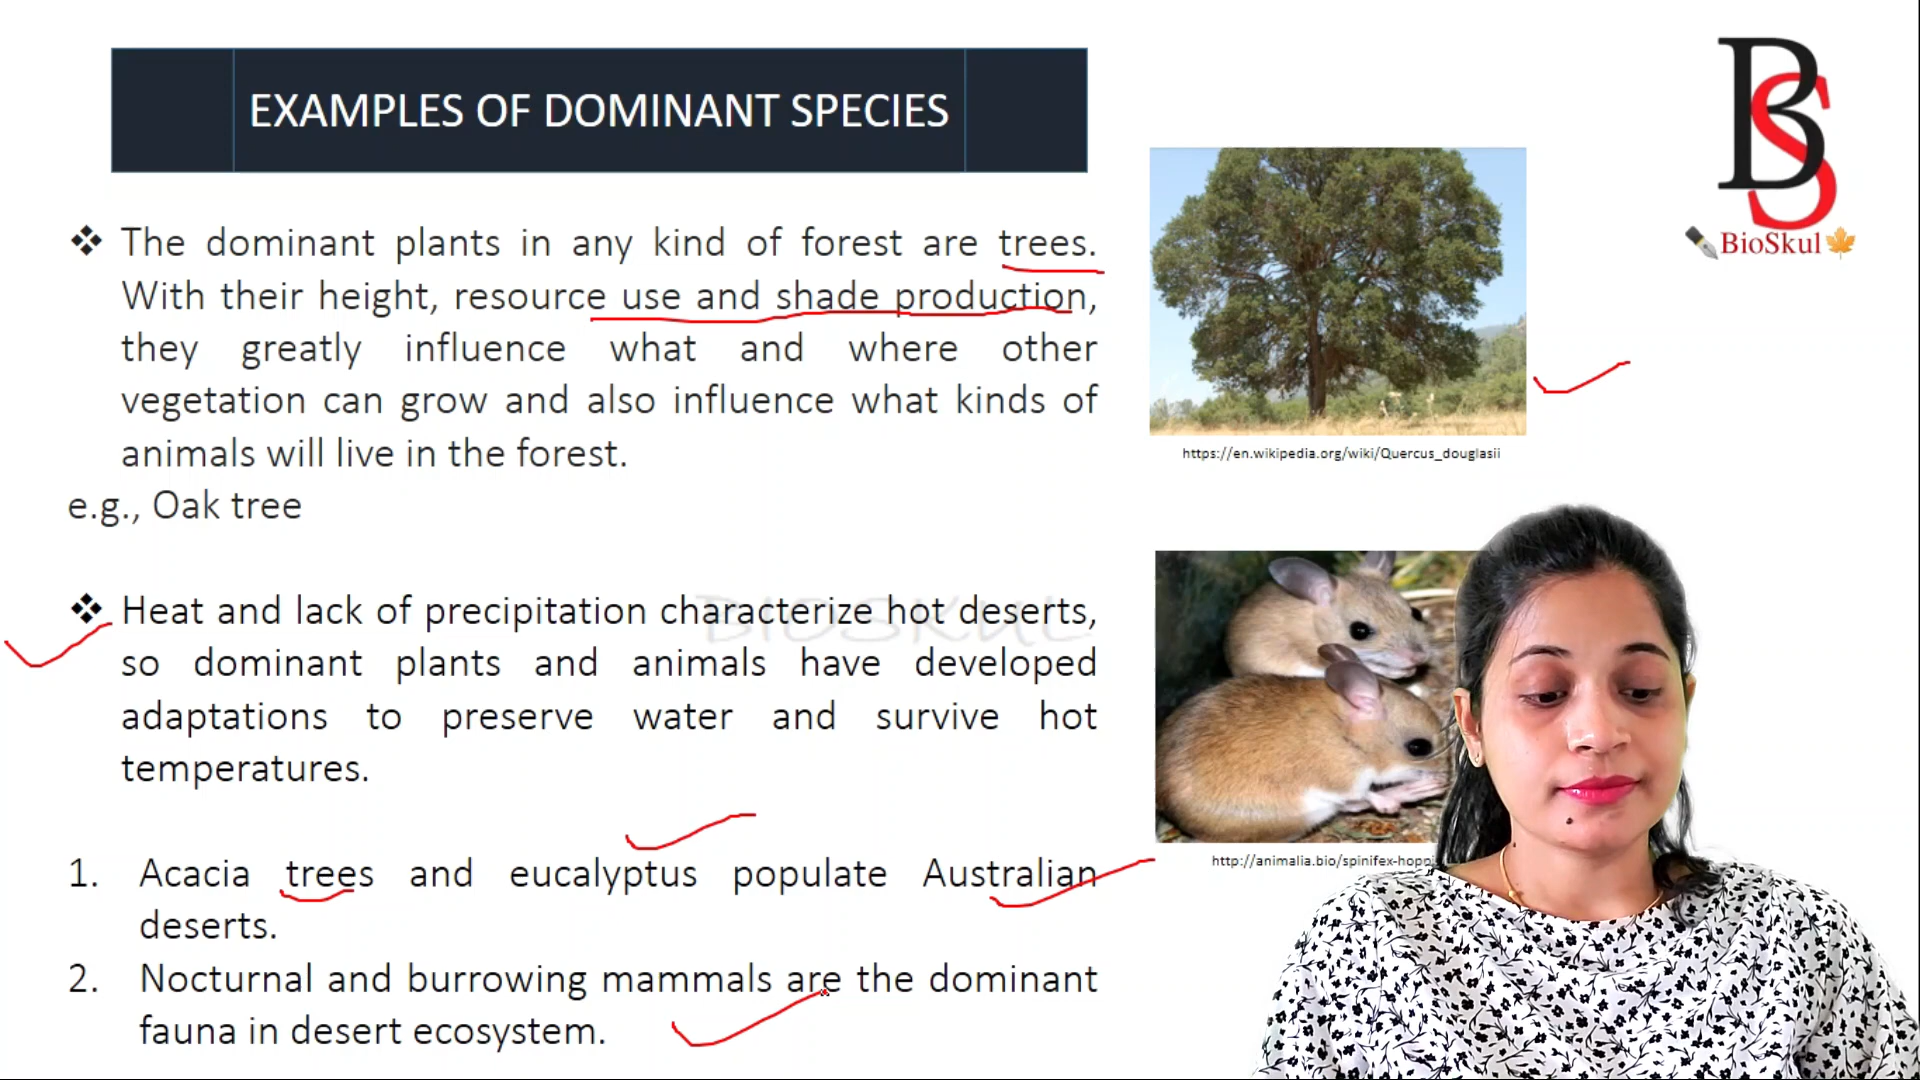 EXAMPLES OF DOMINANT SPECIES
BS
BioSkul
❖ The dominant plants in any kind of forest are trees.
With their height, resource use and shade production,
they greatly influence what and where other
vegetation can grow and also influence what kinds of
animals will live in the forest.
e.g., Oak tree
https://en.wikipedia.org/wiki/Quercus_douglasii
❖ Heat and lack of precipitation characterize hot deserts,
so dominant plants and animals have developed
adaptations to preserve water and survive hot
temperatures.
BIOSKUL
1. Acacia trees and eucalyptus populate Australian
deserts.
2. Nocturnal and burrowing mammals are the dominant
fauna in desert ecosystem.
http://animalia.bio/spinifex-hoppi